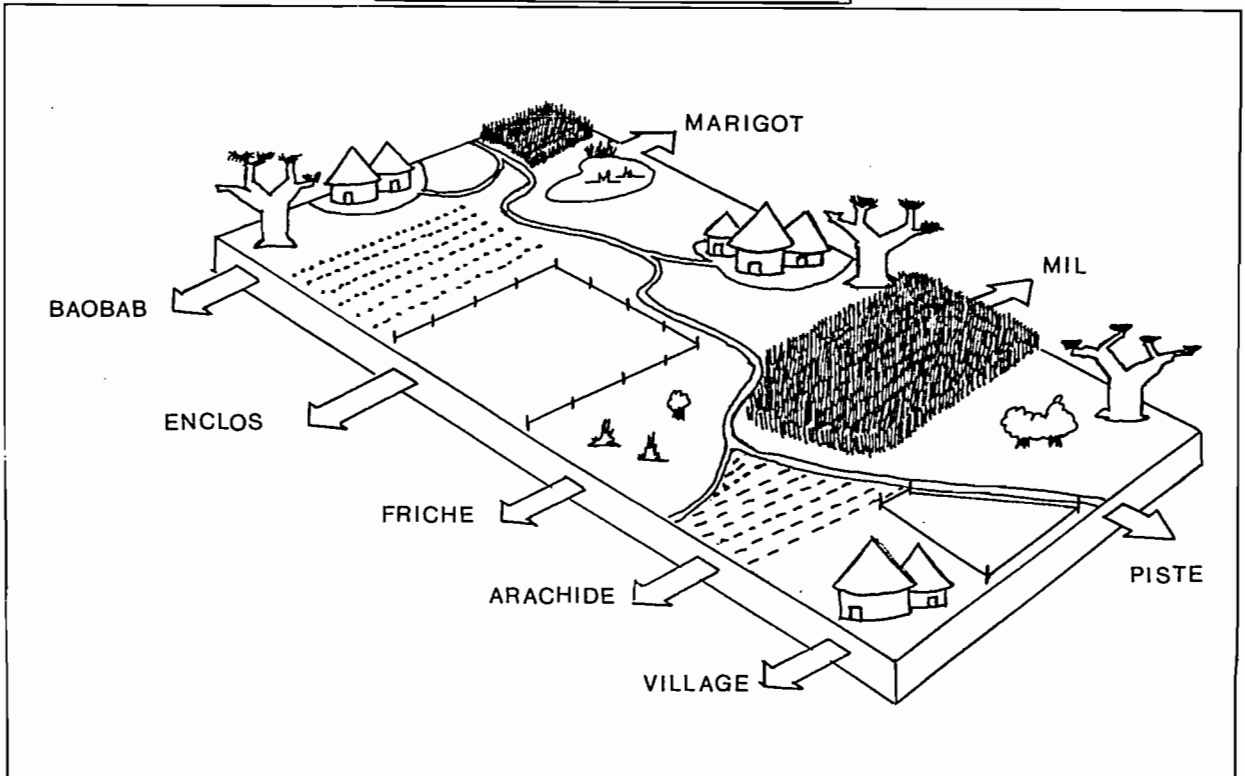 MARIGOT
MIL
BAOBAB
ENCLOS
FRICHE
ARACHIDE
PISTE
VILLAGE